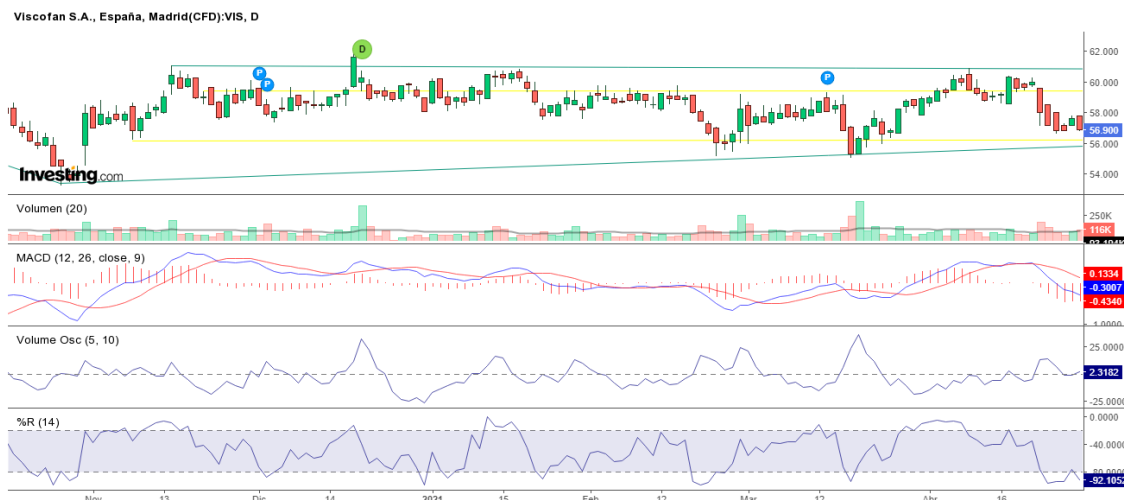 Viscofan S.A., España, Madrid(CFD):VIS, D
D
P
P
P
62.000
60.000
58.000
56.900
56.000
54.000
Investing.com
Volumen (20)
250K
116K
MACD (12, 26, close, 9)
0.1334
-0.3007
-0.4340
-1.0000
Volume Osc (5, 10)
25.0000
2.3182
-25.0000
%R (14)
0.0000
-40.0000
-80.0000
-92.1052
Nov 13 Dic 14 2021 15 Feb 12 Mar 12 Abr 16